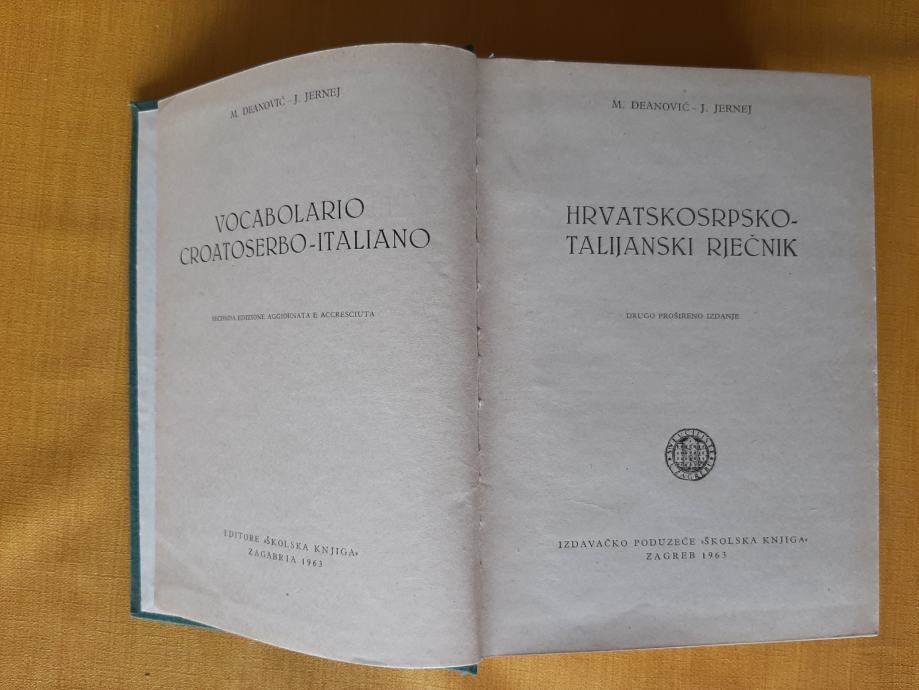 M. DEANOVIĆ – J. JERNEJ
VOCABOLARIO
CROATOSERBO-ITALIANO
SECONDA EDIZIONE AGGIORNATA E ACCRESCIUTA
EDITORE »ŠKOLSKA KNJIGA«
ZAGABRIA 1963
M. DEANOVIĆ – J. JERNEJ
HRVATSKOSRPSKO-
TALIJANSKI RJEČNIK
DRUGO PROŠIRENO IZDANJE
IZDAVAČKO PODUZEĆE »ŠKOLSKA KNJIGA«
ZAGREB 1963